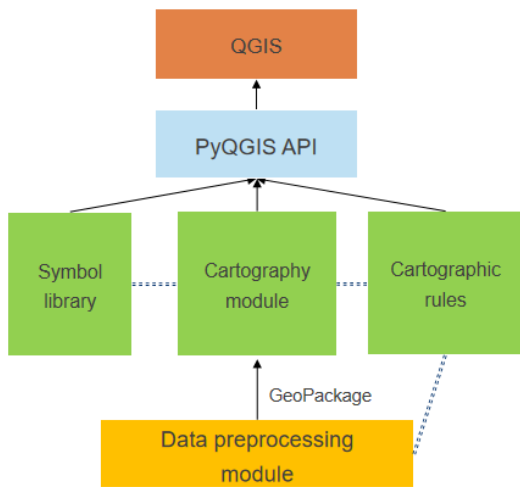 QGIS
PyQGIS API
Symbol
library
Cartography
module
Cartographic
rules
GeoPackage
Data preprocessing
module